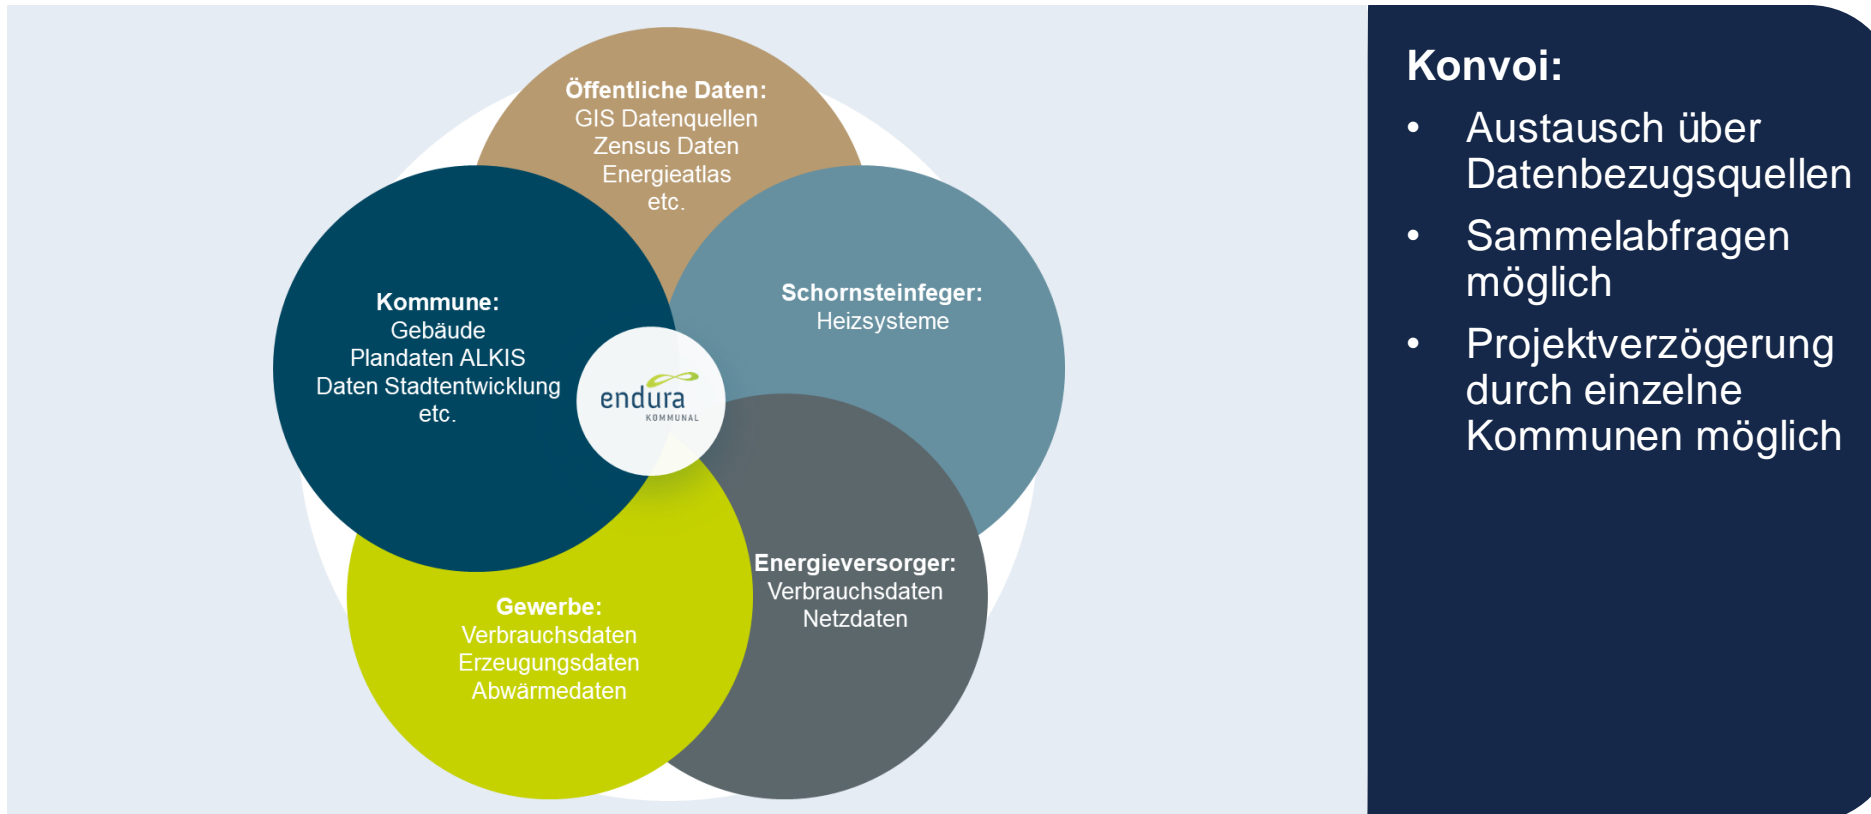 Öffentliche Daten:
GIS Datenquellen
Zensus Daten
Energieatlas
etc.
Schornsteinfeger:
Heizsysteme
Kommune:
Gebäude
Plandaten ALKIS
Daten Stadtentwicklung
etc.
endura
KOMMUNAL
Energieversorger:
Verbrauchsdaten
Netzdaten
Gewerbe:
Verbrauchsdaten
Erzeugungsdaten
Abwärmedaten
Konvoi:
• Austausch über
Datenbezugsquellen
• Sammelabfragen
möglich
• Projektverzögerung
durch einzelne
Kommunen möglich